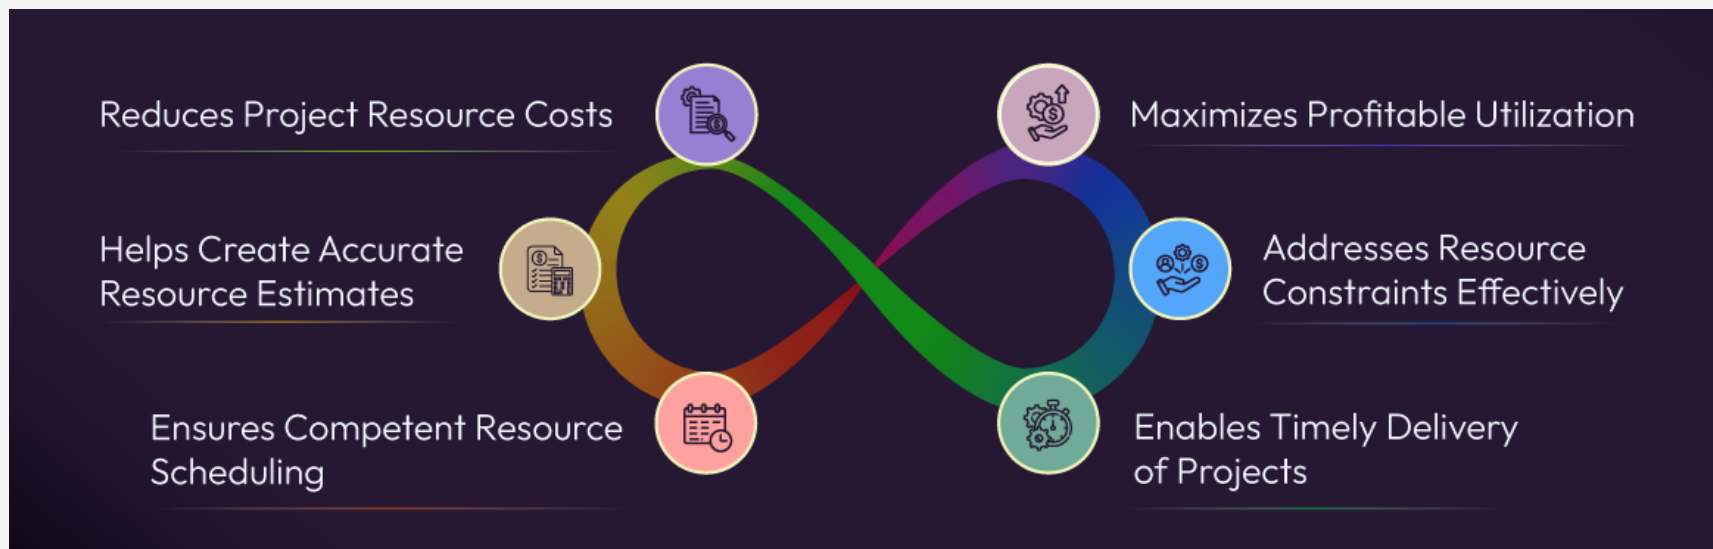 Reduces Project Resource Costs
Helps Create Accurate
Resource Estimates
Ensures Competent Resource
Scheduling
Maximizes Profitable Utilization
Addresses Resource
Constraints Effectively
Enables Timely Delivery
of Projects